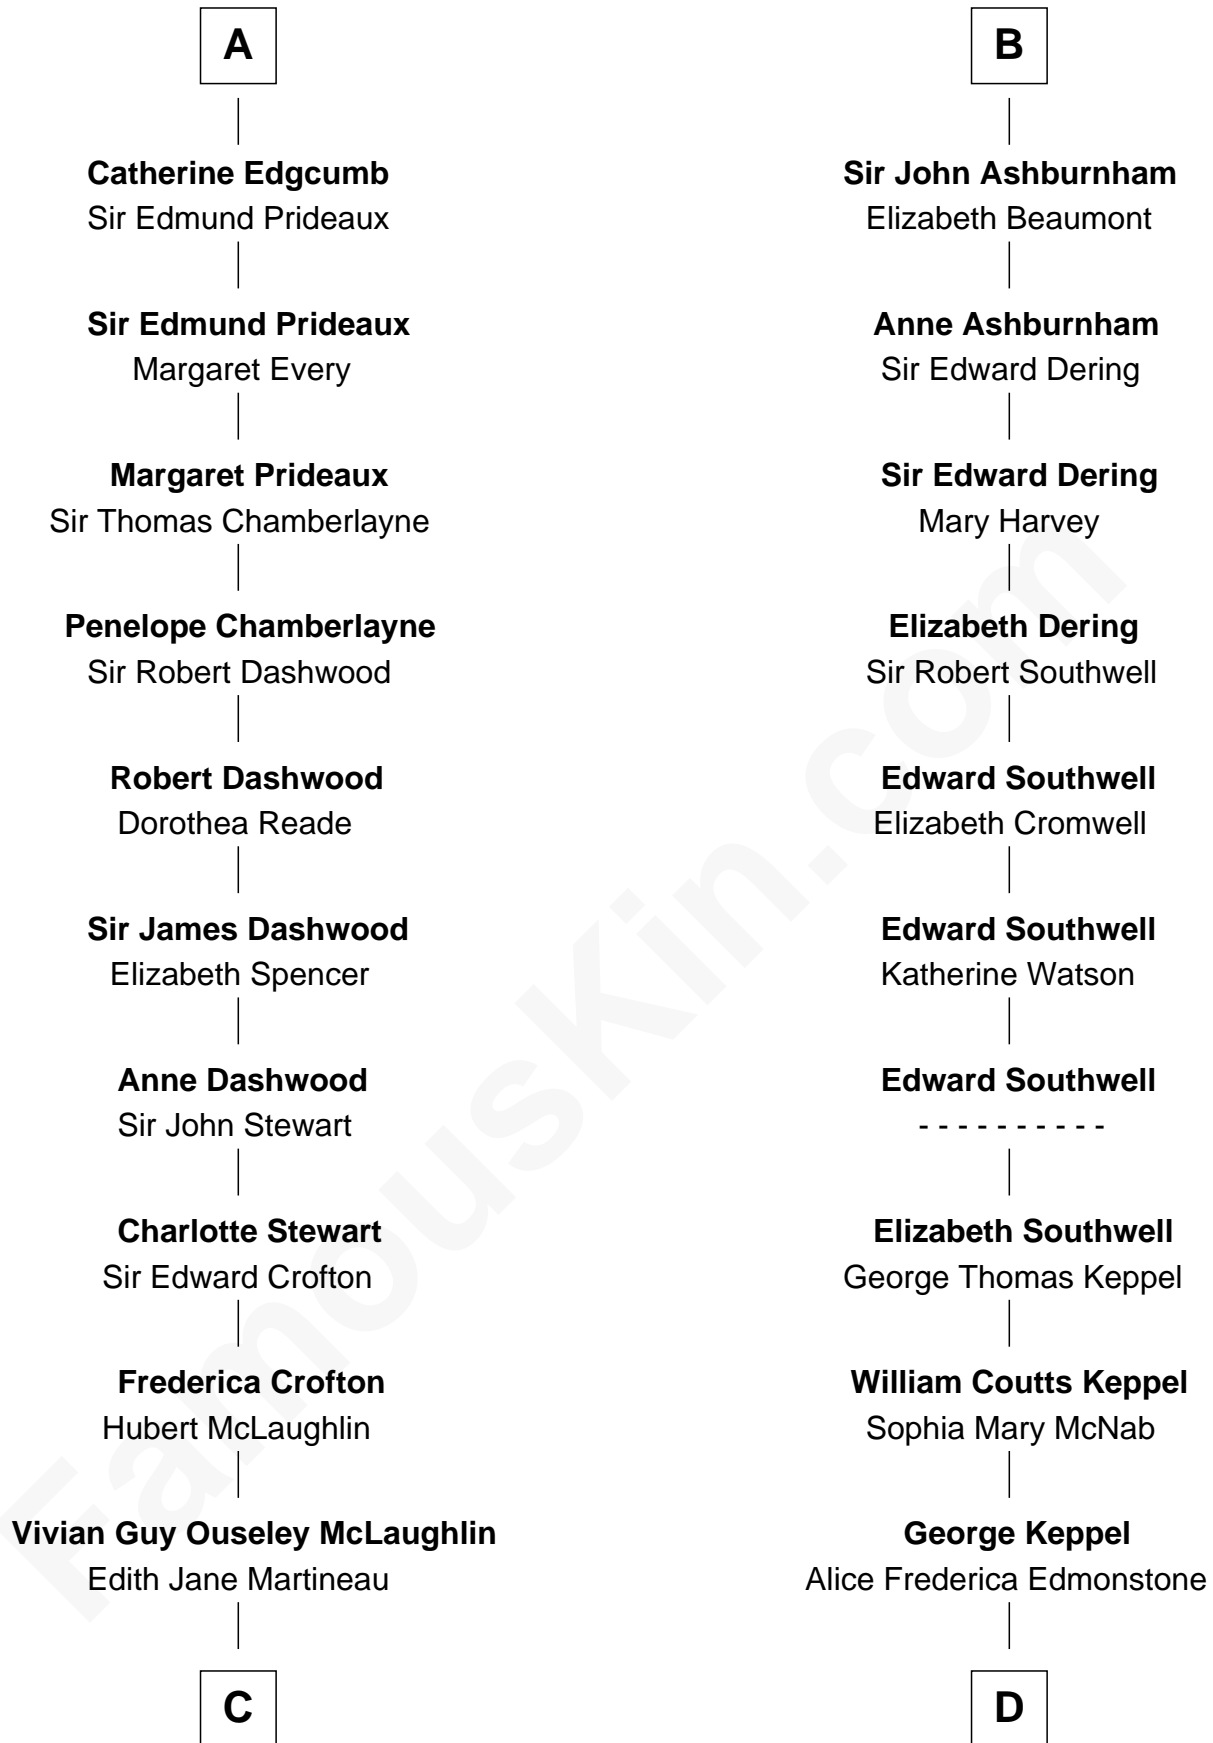 A
Catherine Edgcumb
Sir Edmund Prideaux
Sir Edmund Prideaux
Margaret Every
Margaret Prideaux
Sir Thomas Chamberlayne
Penelope Chamberlayne
Sir Robert Dashwood
Robert Dashwood
Dorothea Reade
Sir James Dashwood
Elizabeth Spencer
Anne Dashwood
Sir John Stewart
Charlotte Stewart
Sir Edward Crofton
Frederica Crofton
Hubert McLaughlin
Vivian Guy Ouseley McLaughlin
Edith Jane Martineau
C
B
Sir John Ashburnham
Elizabeth Beaumont
Anne Ashburnham
Sir Edward Dering
Sir Edward Dering
Mary Harvey
Elizabeth Dering
Sir Robert Southwell
Edward Southwell
Elizabeth Cromwell
Edward Southwell
Katherine Watson
Edward Southwell
- - - - - - - - - -
Elizabeth Southwell
George Thomas Keppel
William Coutts Keppel
Sophia Mary McNab
George Keppel
Alice Frederica Edmonstone
D
FamousKin.com